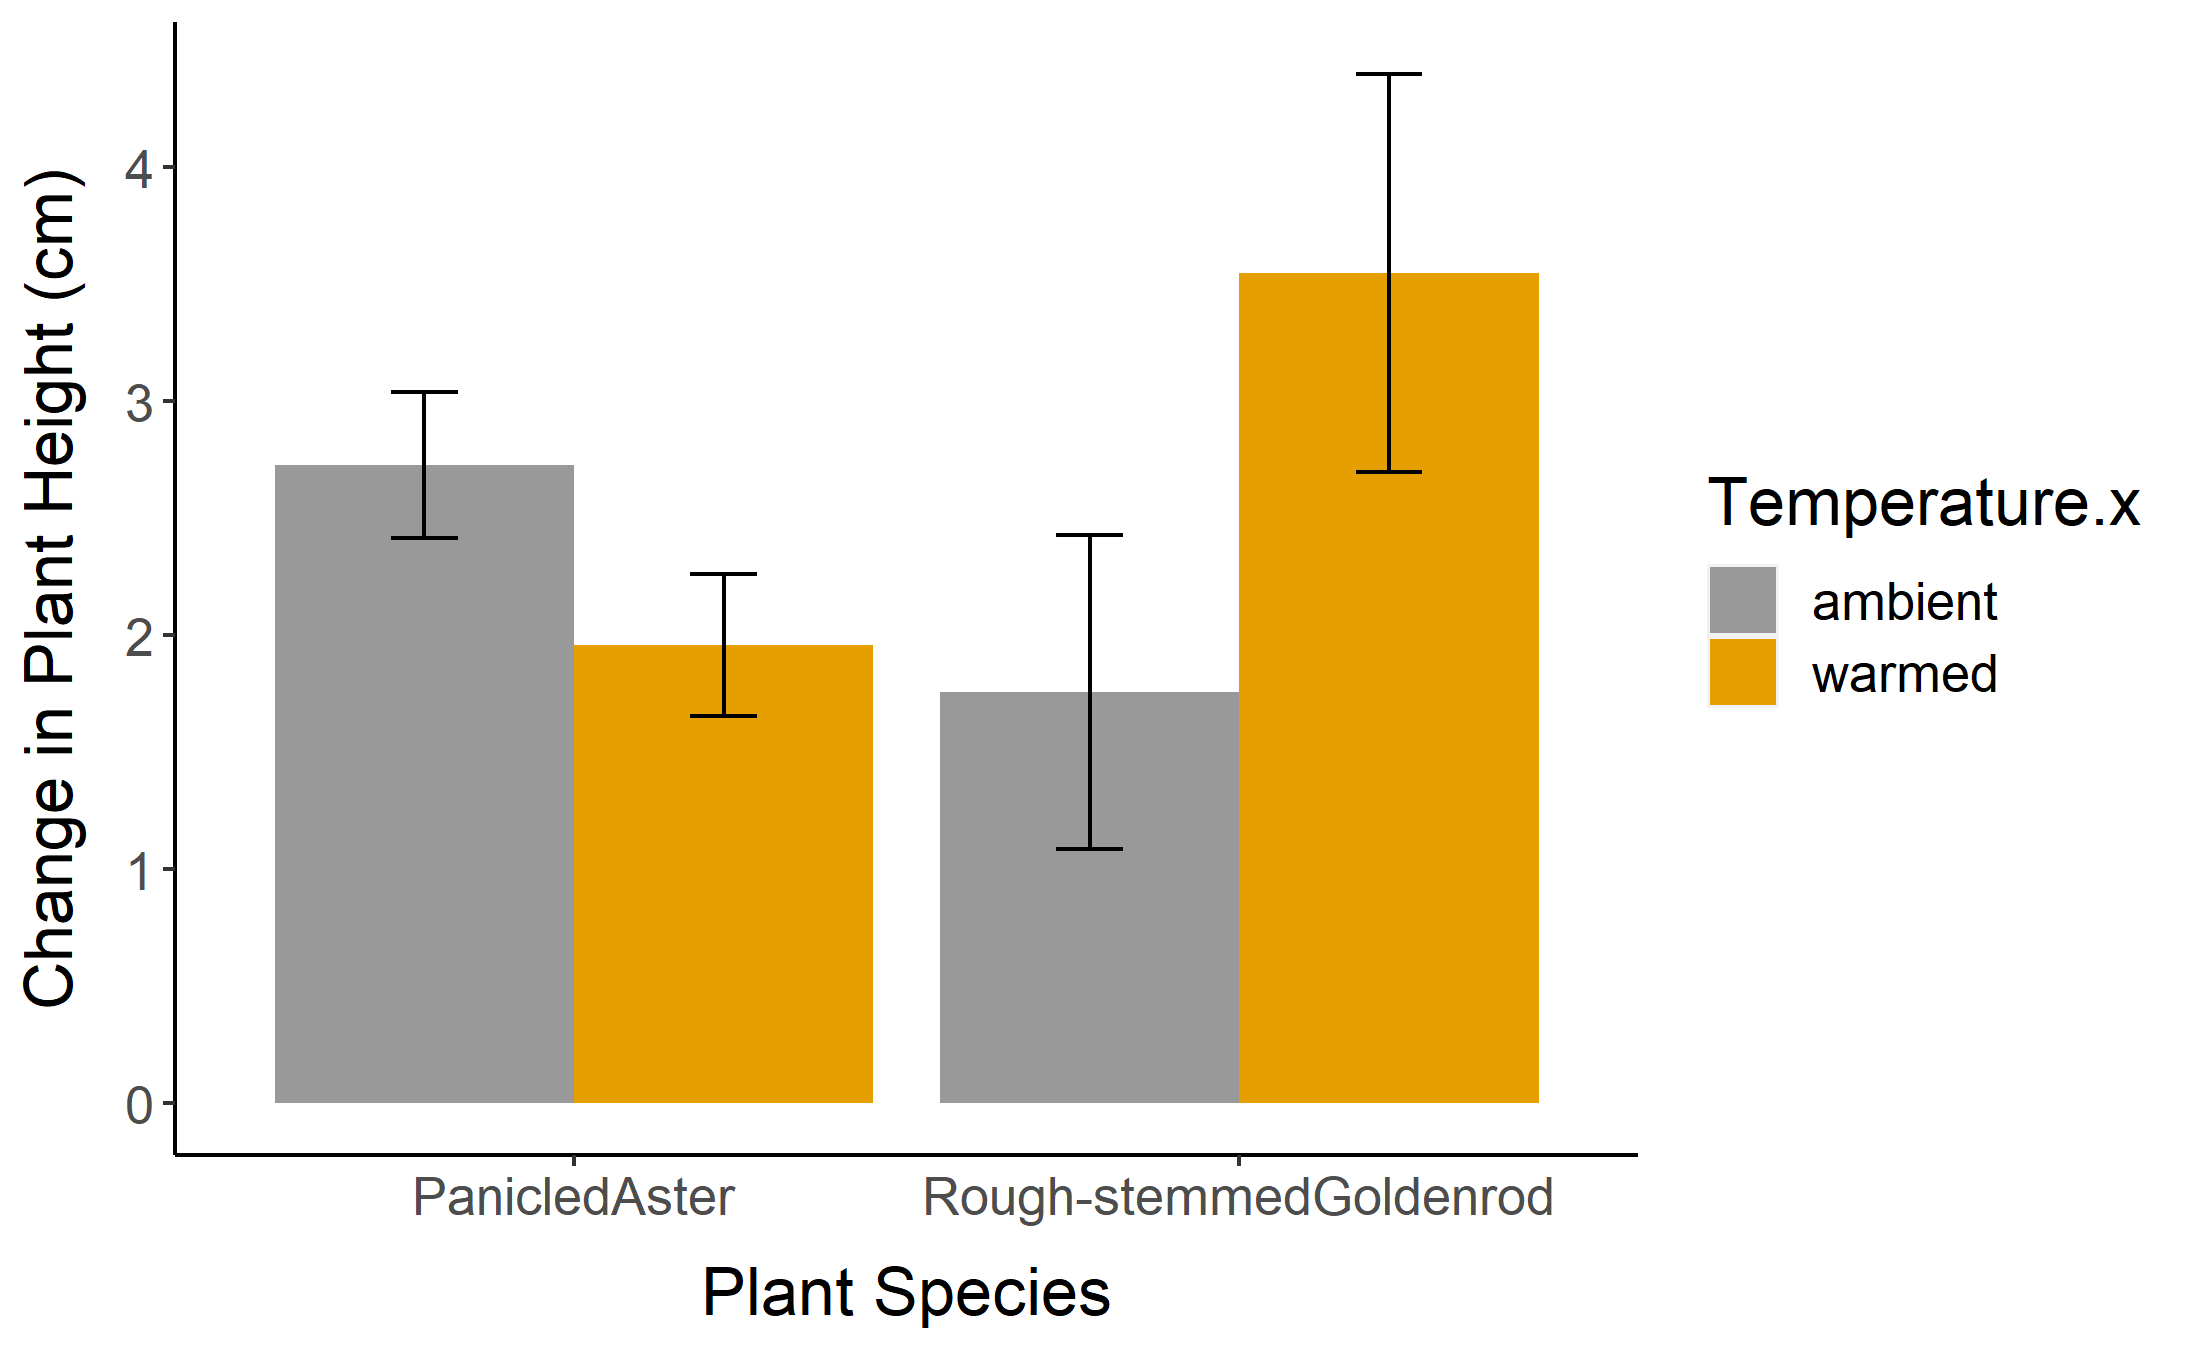 Change in Plant Height (cm)
4
3
2
1
0
PanicledAster
Rough-stemmedGoldenrod
Plant Species
Temperature.x
ambient
warmed